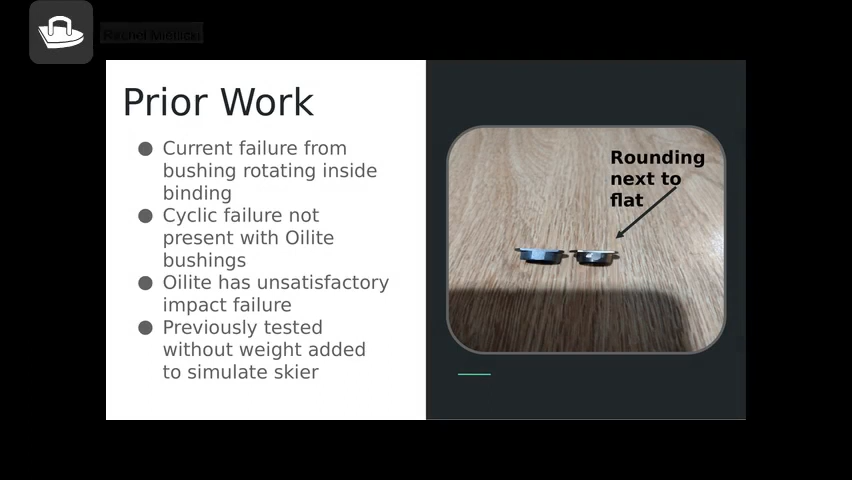 Prior Work
● Current failure from
bushing rotating inside
binding
● Cyclic failure not
present with Oilite
bushings
● Oilite has unsatisfactory
impact failure
● Previously tested
without weight added
to simulate skier
Rounding
next to
flat